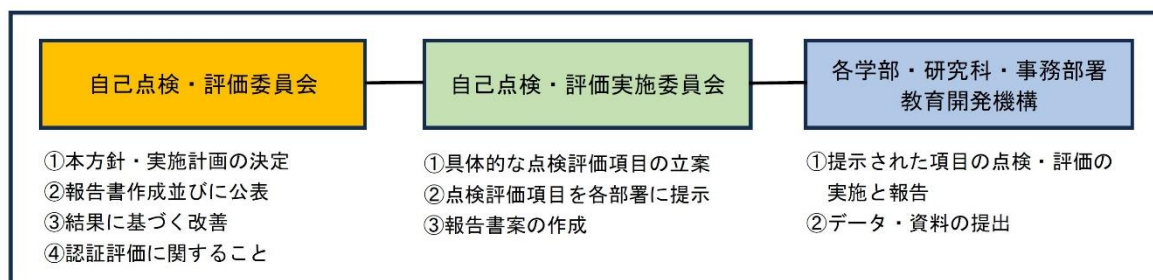 自己点検・評価委員会
①本方針・実施計画の決定
②報告書作成並びに公表
③結果に基づく改善
④認証評価に関すること
自己点検・評価実施委員会
①具体的な点検評価項目の立案
②点検評価項目を各部署に提示
③報告書案の作成
各学部・研究科・事務部署
教育開発機構
①提示された項目の点検・評価の
実施と報告
②データ・資料の提出